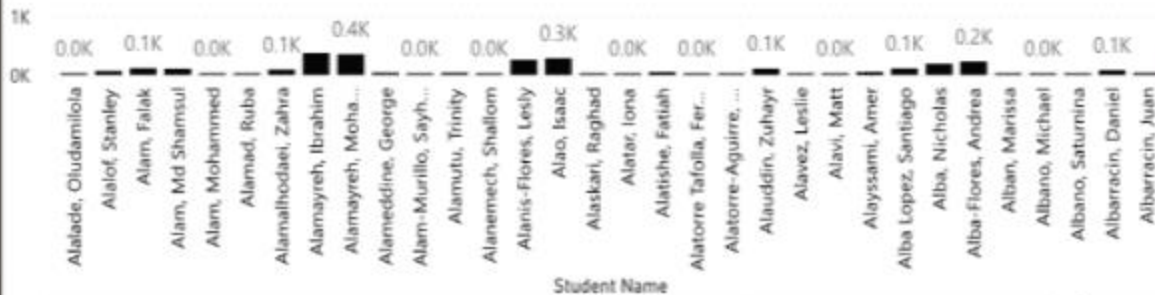 1K
0.0K
0.1K
0.0K
0.1K
0.4K
0.0K
0.0K
0.3K
0.0K
0.0K
0.1K
0.0K
0.1K
0.2K
0.0K
0.1K
0K
Alalade, Oludamilola
Alalof, Stanley
Alam, Falak
Alam, Md Shamsul
Alam, Mohammed
Alamad, Ruba
Alamalhodaei, Zahra
Alamayreh, Ibrahim
Alamayreh, Moha...
Alameddine, George
Alam-Murillo, Sayh...
Alamutu, Trinity
Alanemech, Shallom
Alanis-Flores, Lesly
Alao, Isaac
Alaskari, Raghad
Alatar, Iona
Alatishe, Fatiah
Alatorre Tafolla, Fer...
Alatorre-Aguirre, ...
Alauddin, Zuhayr
Alavez, Leslie
Alavi, Matt
Alayssami, Amer
Alba Lopez, Santiago
Alba, Nicholas
Alba-Flores, Andrea
Alban, Marissa
Albano, Michael
Albano, Saturnina
Albarracin, Daniel
Albarracin, Juan
Student Name